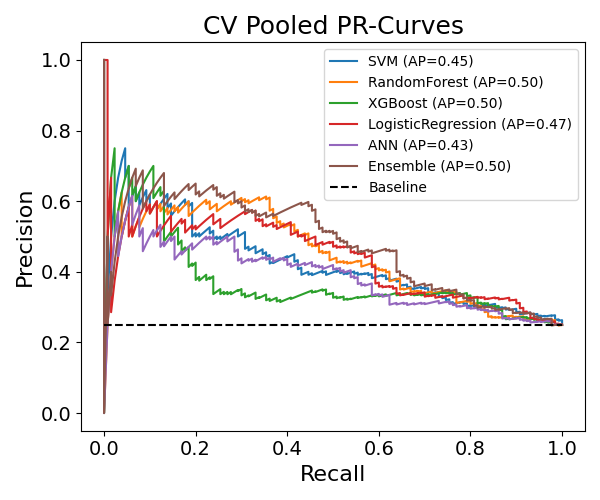 CV Pooled PR-Curves
Precision
1.0
0.8
0.6
0.4
0.2
0.0
SVM (AP=0.45)
RandomForest (AP=0.50)
XGBoost (AP=0.50)
LogisticRegression (AP=0.47)
ANN (AP=0.43)
Ensemble (AP=0.50)
Baseline
0.0 0.2 0.4 0.6 0.8 1.0
Recall